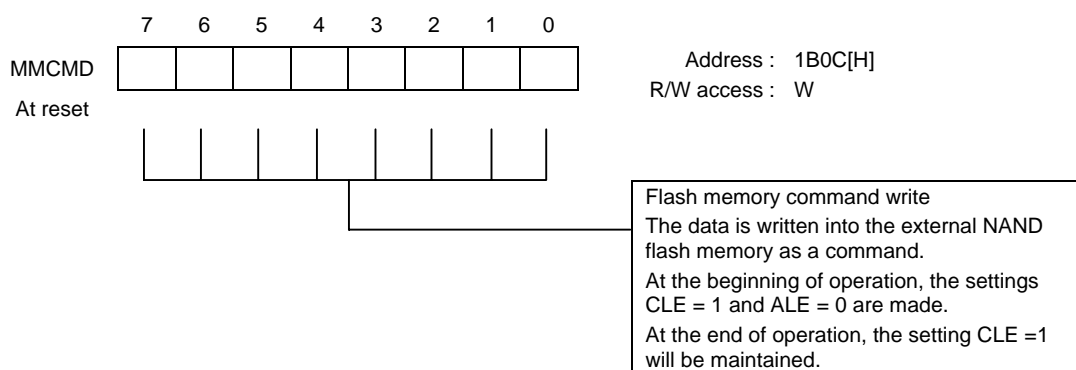 7 6 5 4 3 2 1 0
MMCMD
Address : 1B0C[H]
R/W access : W
At reset
Flash memory command write
The data is written into the external NAND
flash memory as a command.
At the beginning of operation, the settings
CLE = 1 and ALE = 0 are made.
At the end of operation, the setting CLE =1
will be maintained.